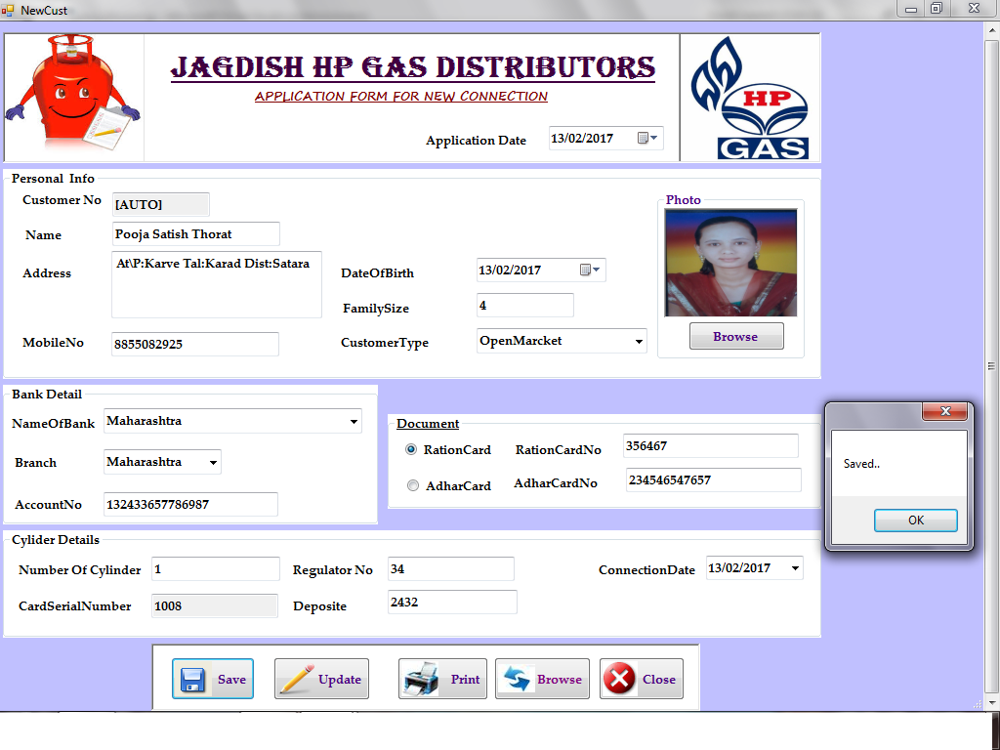 NewCust
JAGDISH HP GAS DISTRIBUTORS
APPLICATION FORM FOR NEW CONNECTION
Application Date 13/02/2017
HP
GAS
Personal Info
Customer No [AUTO]
Photo
Name Pooja Satish Thorat
Address At\P:Karve Tal:Karad Dist:Satara
DateOfBirth 13/02/2017
FamilySize 4
MobileNo 8855082925
CustomerType OpenMarcket
Browse
Bank Detail
NameOfBank Maharashtra
Branch Maharashtra
AccountNo 132433657786987
Document
RationCard RationCardNo 356467
AdharCard AdharCardNo 234546547657
Saved..
OK
Cylider Details
Number Of Cylinder 1 Regulator No 34 ConnectionDate 13/02/2017
CardSerialNumber 1008 Deposite 2432
Save Update Print Browse Close